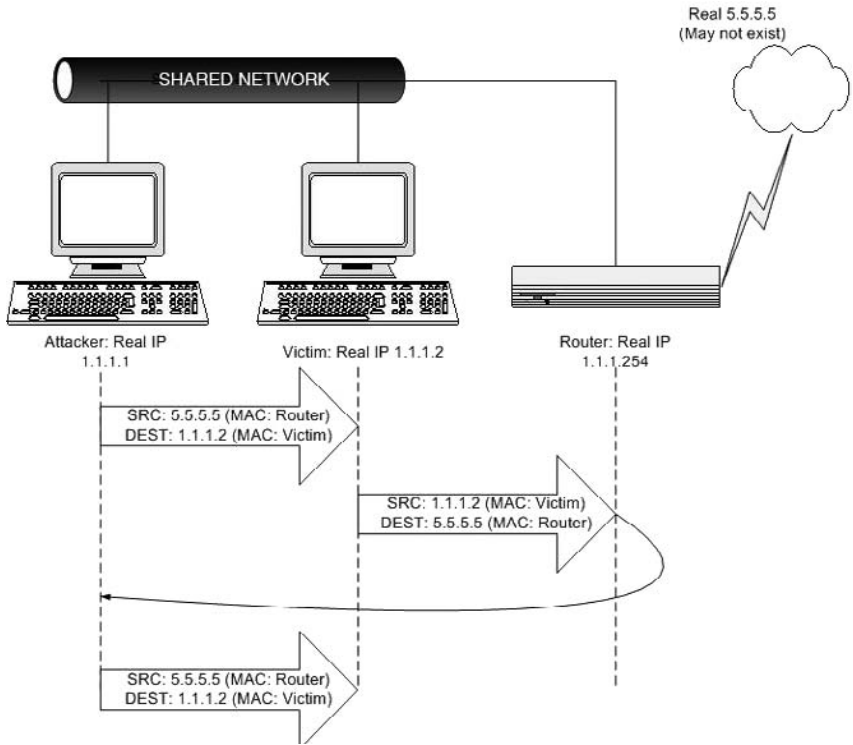 Real 5.5.5.5
(May not exist)
SHARED NETWORK
Attacker: Real IP
1.1.1.1
Victim: Real IP 1.1.1.2
Router: Real IP
1.1.1.254
SRC: 5.5.5.5 (MAC: Router)
DEST: 1.1.1.2 (MAC: Victim)
SRC: 1.1.1.2 (MAC: Victim)
DEST: 5.5.5.5 (MAC: Router)
SRC: 5.5.5.5 (MAC: Router)
DEST: 1.1.1.2 (MAC: Victim)